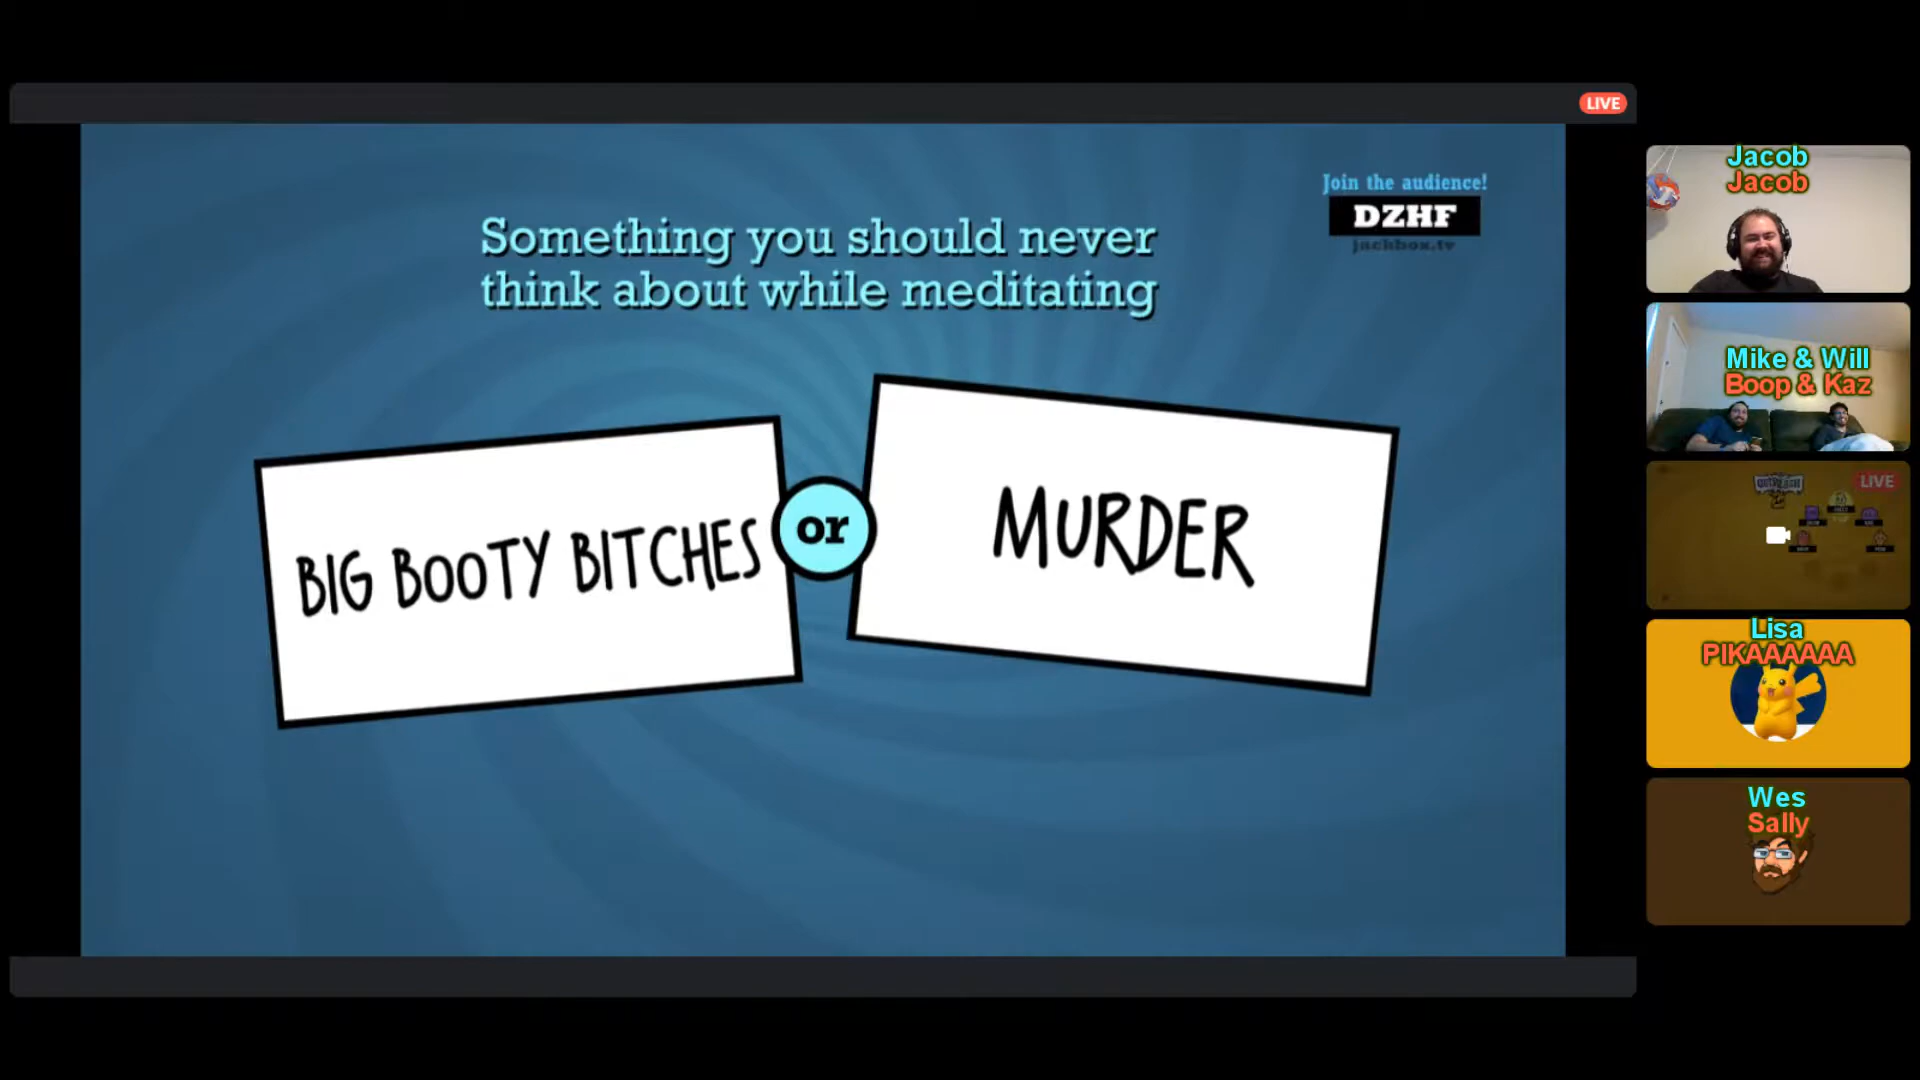 LIVE
Join the audience!
DZHF
jackbox.tv
Something you should never
think about while meditating
BIG BOOTY BITCHES
or
MURDER
Jacob
Jacob
Mike & Will
Boop & Kaz
LIVE
Lisa
PIKAAAAAA
Wes
Sally